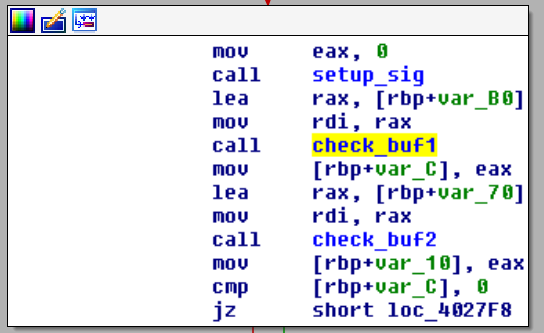 mov eax, 0
call setup_sig
lea rax, [rbp+var_B0]
mov rdi, rax
call check_buf1
mov [rbp+var_C], eax
lea rax, [rbp+var_70]
mov rdi, rax
call check_buf2
mov [rbp+var_10], eax
cmp [rbp+var_C], 0
jz short loc_4027F8